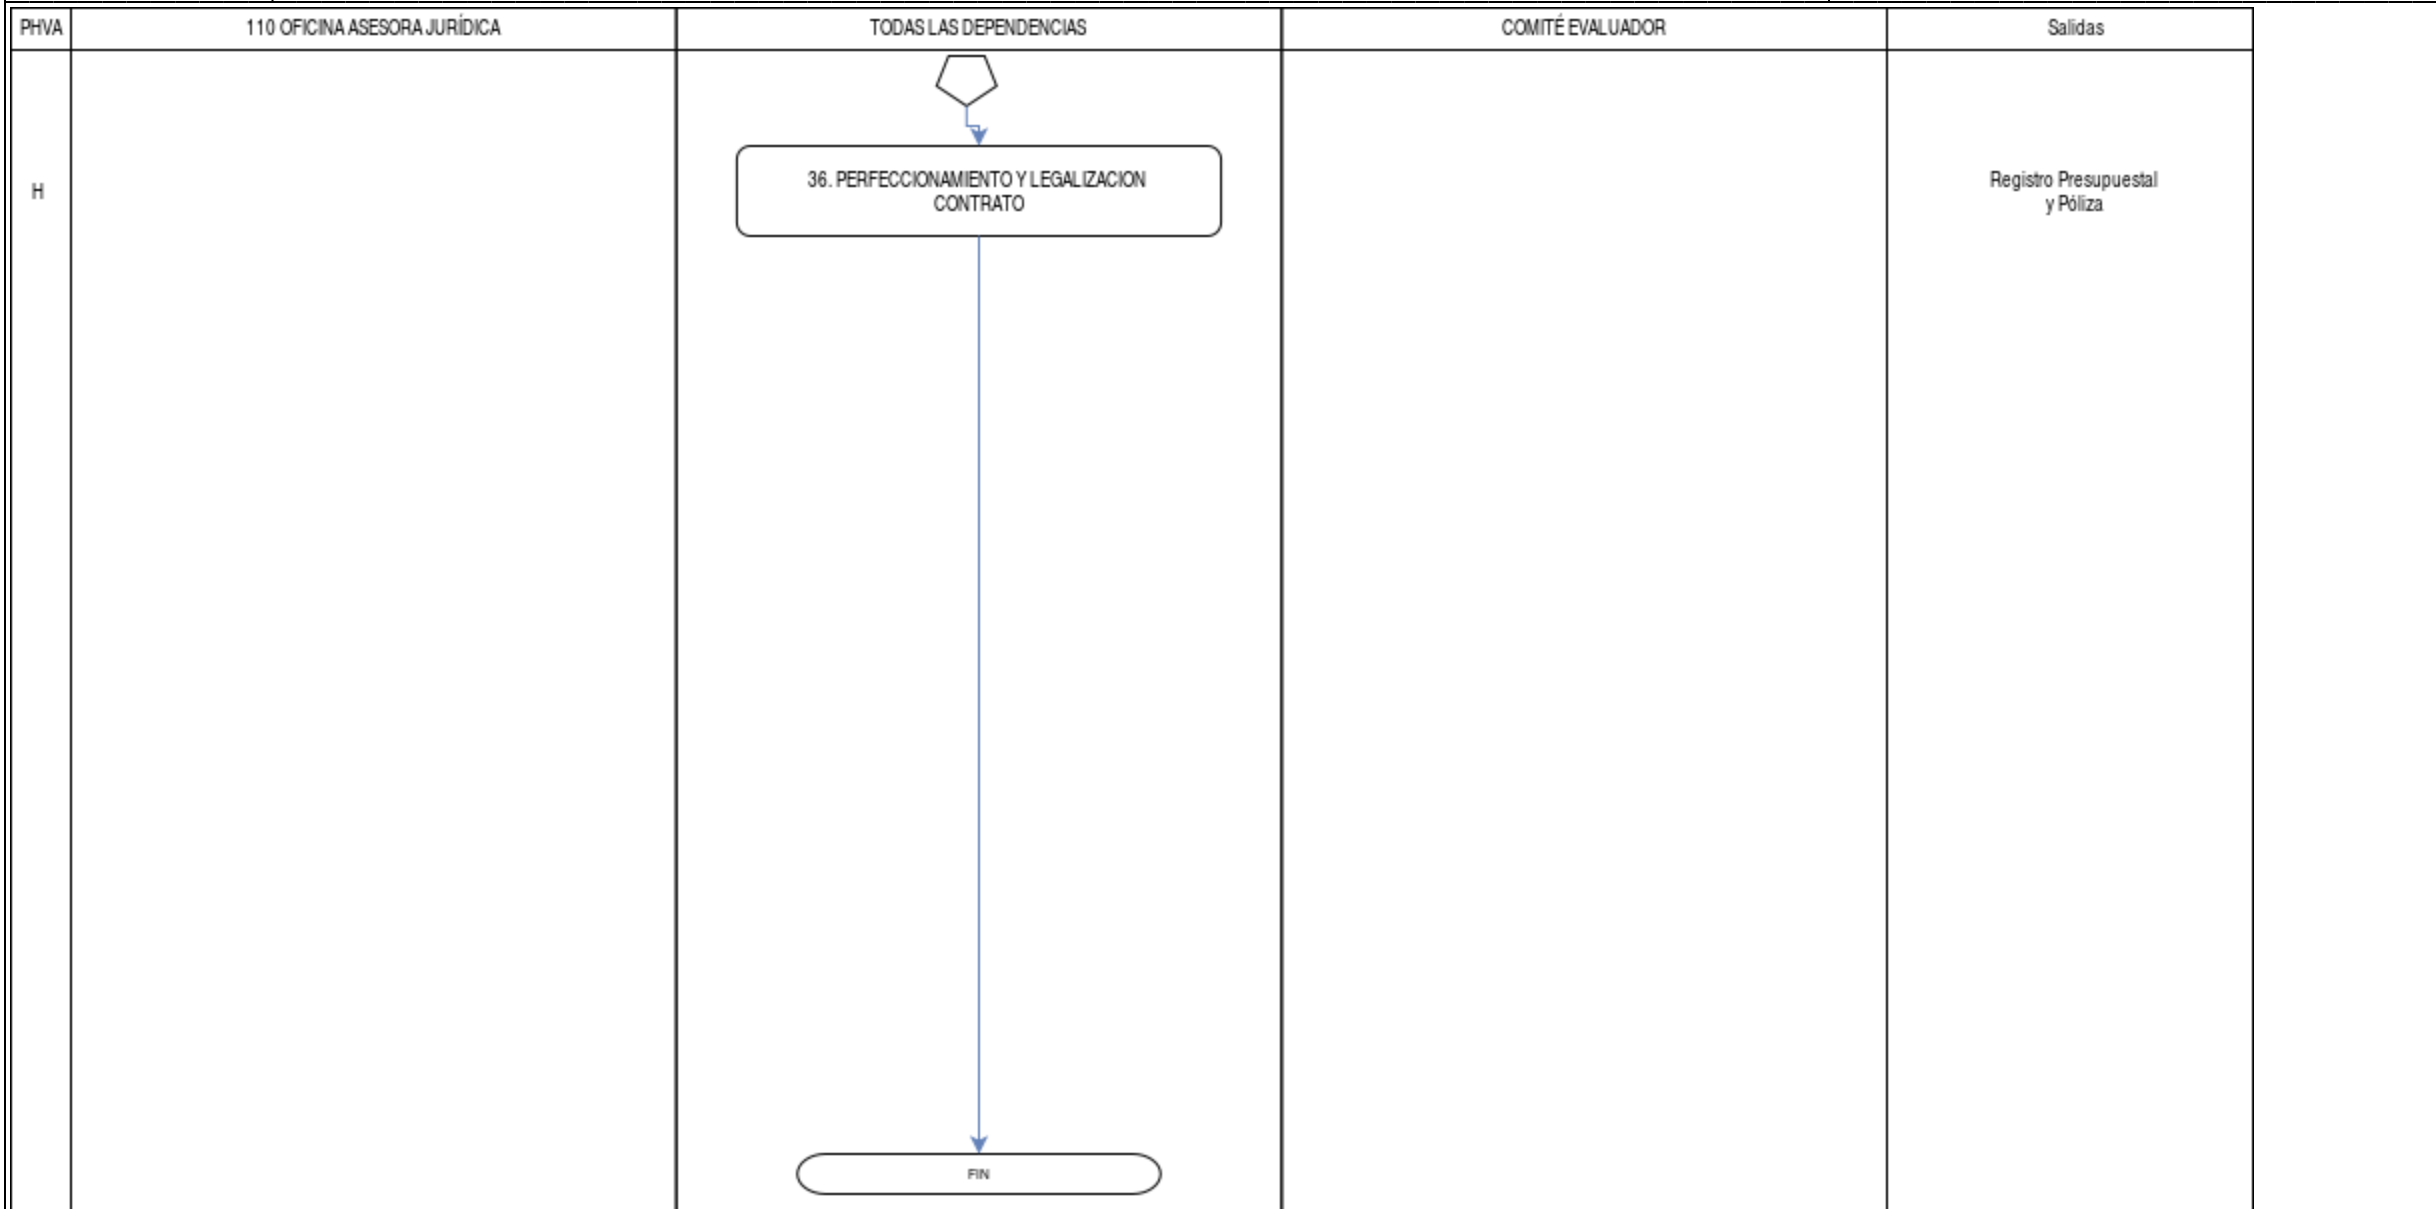 PHVA
110 OFICINA ASESORA JURÍDICA
TODAS LAS DEPENDENCIAS
COMITÉ EVALUADOR
Salidas
H
36. PERFECCIONAMIENTO Y LEGALIZACION
CONTRATO
Registro Presupuestal
y Póliza
FIN